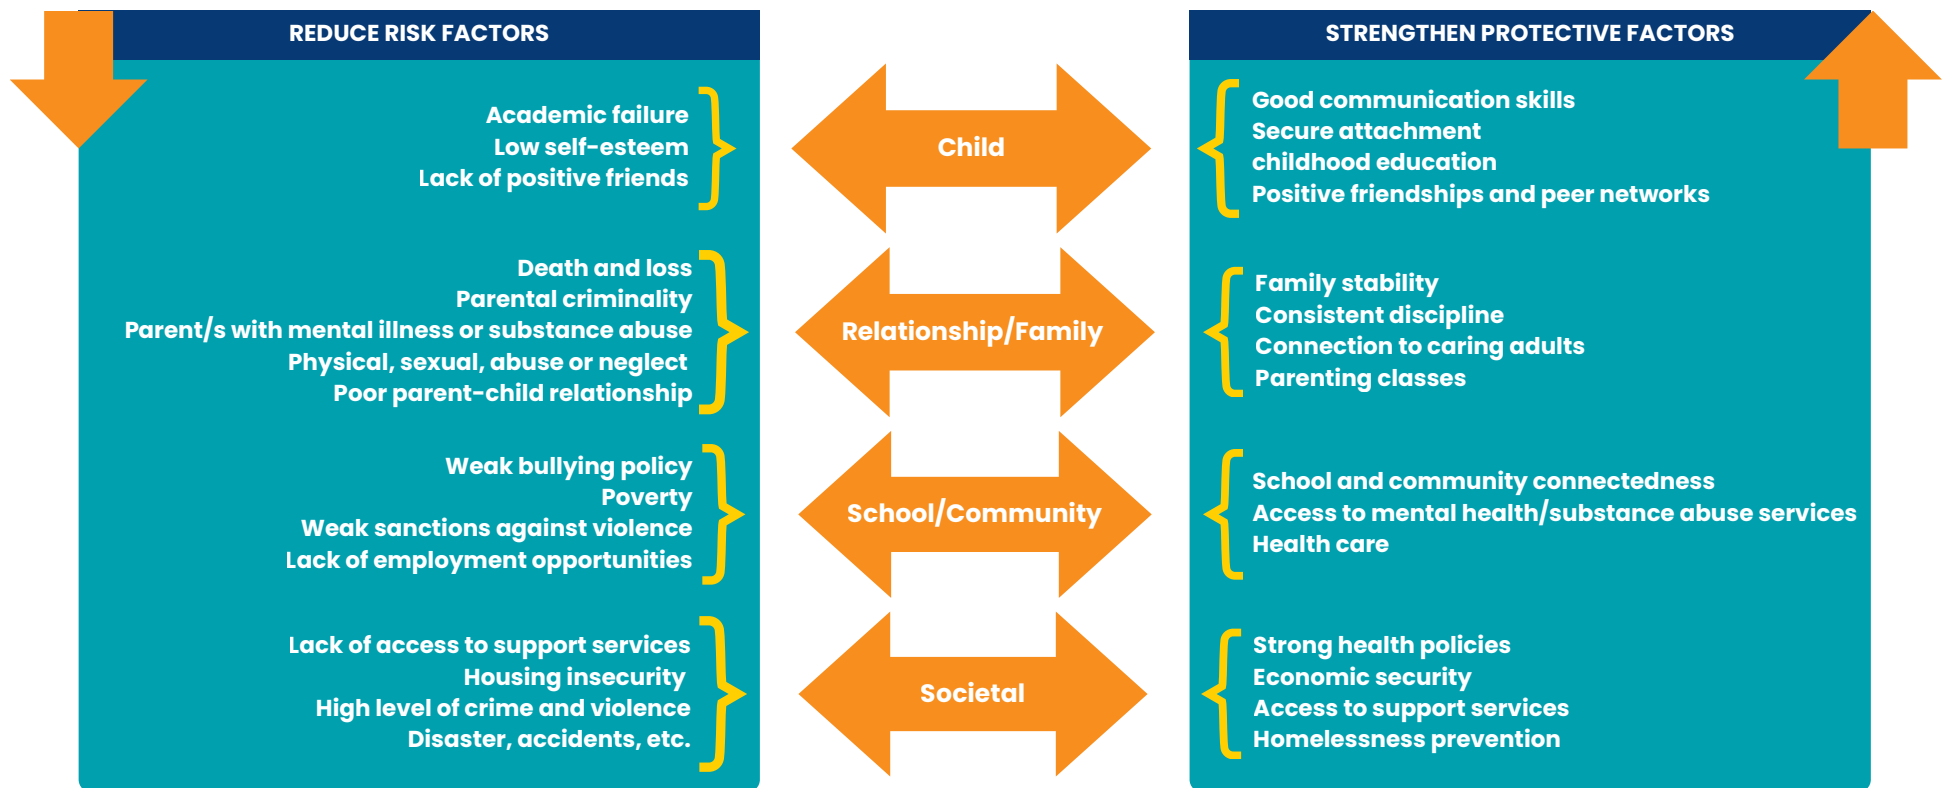 REDUCE RISK FACTORS
Academic failure
Low self-esteem
Lack of positive friends
Death and loss
Parental criminality
Parent/s with mental illness or substance abuse
Physical, sexual, abuse or neglect
Poor parent-child relationship
Weak bullying policy
Poverty
Weak sanctions against violence
Lack of employment opportunities
Lack of access to support services
Housing insecurity
High level of crime and violence
Disaster, accidents, etc.
Child
Relationship/Family
School/Community
Societal
STRENGTHEN PROTECTIVE FACTORS
Good communication skills
Secure attachment
childhood education
Positive friendships and peer networks
Family stability
Consistent discipline
Connection to caring adults
Parenting classes
School and community connectedness
Access to mental health/substance abuse services
Health care
Strong health policies
Economic security
Access to support services
Homelessness prevention